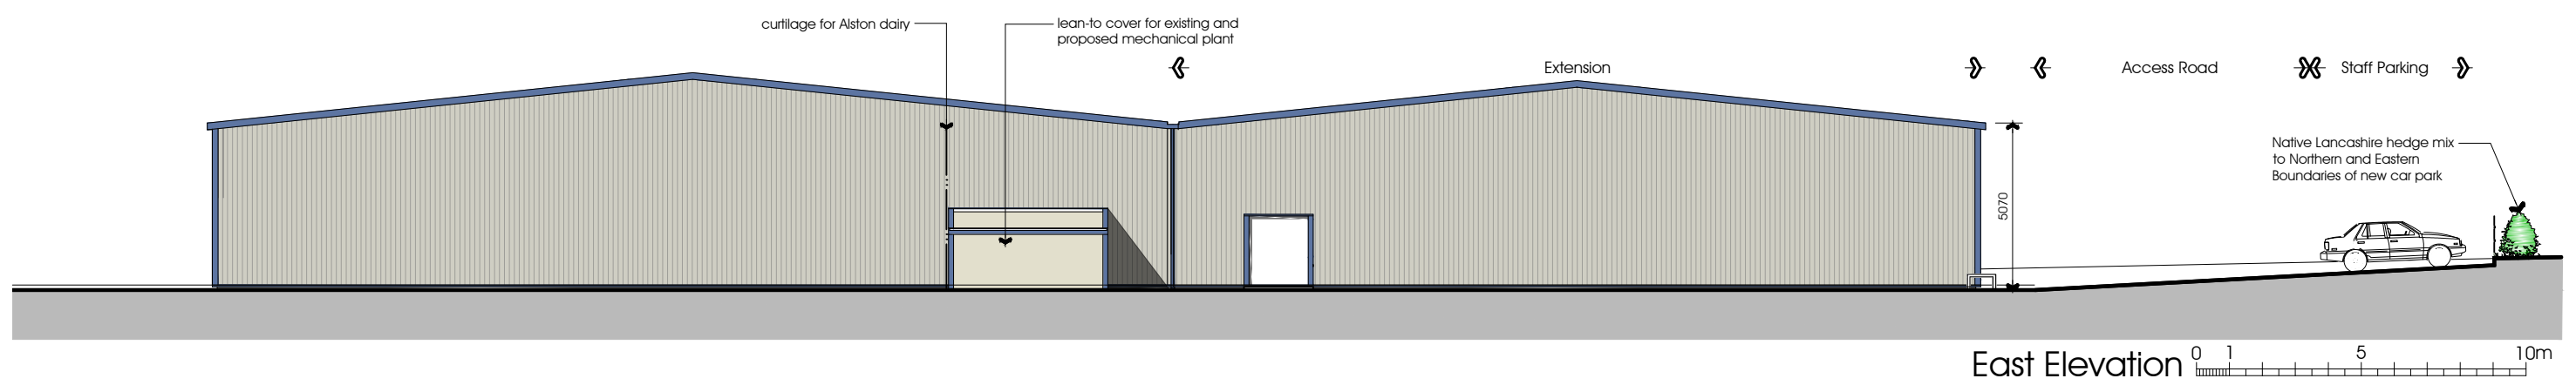 curtilage for Alston dairy
lean-to cover for existing and
proposed mechanical plant
Extension
Access Road
Staff Parking
Native Lancashire hedge mix
to Northern and Eastern
Boundaries of new car park
5070
East Elevation
0 1 5 10m